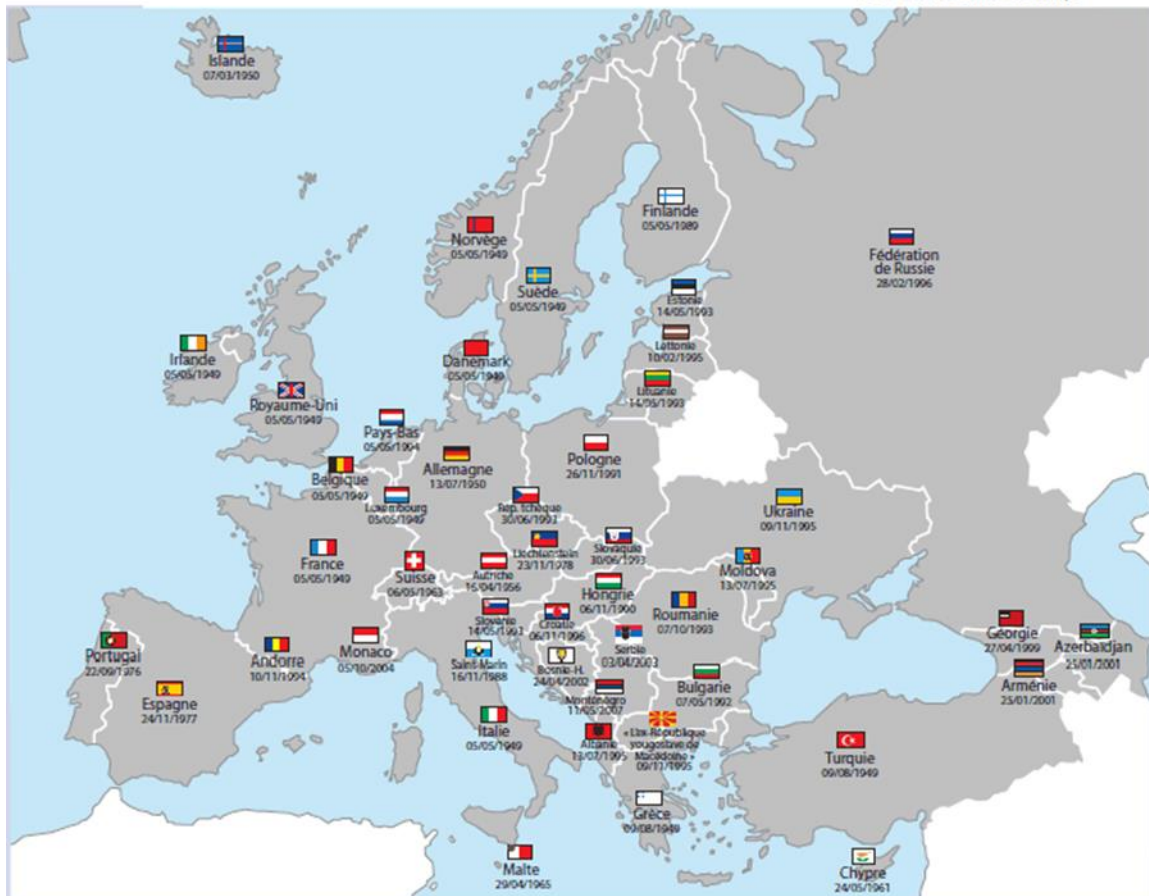 Islande
07/03/1950
Finlande
05/05/1989
Norvège
05/05/1949
Fédération
de Russie
28/02/1996
Suède
05/05/1949
Estonie
14/05/1993
Lettonie
10/02/1995
Irlande
05/05/1949
Danemark
05/05/1949
Lituanie
14/05/1993
Royaume-Uni
05/05/1949
Pays-Bas
05/05/1994
Pologne
26/11/1991
Allemagne
13/07/1950
Belgique
05/05/1949
Luxembourg
05/05/1949
Rep. tchèque
30/06/1993
Ukraine
09/11/1995
Liechtenstein
23/11/1978
Slovaquie
30/06/1993
France
05/05/1949
Suisse
06/05/1963
Autriche
16/04/1956
Moldova
13/07/1995
Hongrie
06/11/1990
Roumanie
07/10/1993
Slovénie
14/05/1993
Croatie
06/11/1996
Géorgie
27/04/1999
Azerbaïdjan
25/01/2001
Portugal
22/09/1976
Andorre
10/11/1994
Monaco
05/10/2004
Saint-Marin
16/11/1988
Bosnie-H.
24/04/2002
Serbie
03/04/2003
Bulgarie
07/05/1992
Arménie
25/01/2001
Espagne
24/11/1977
Monténégro
11/05/2007
Italie
05/05/1949
Albanie
13/07/1995
« L'ex-République
yougoslave de
Macédoine »
09/11/1995
Turquie
09/08/1949
Grèce
09/08/1949
Malte
29/04/1965
Chypre
24/05/1961